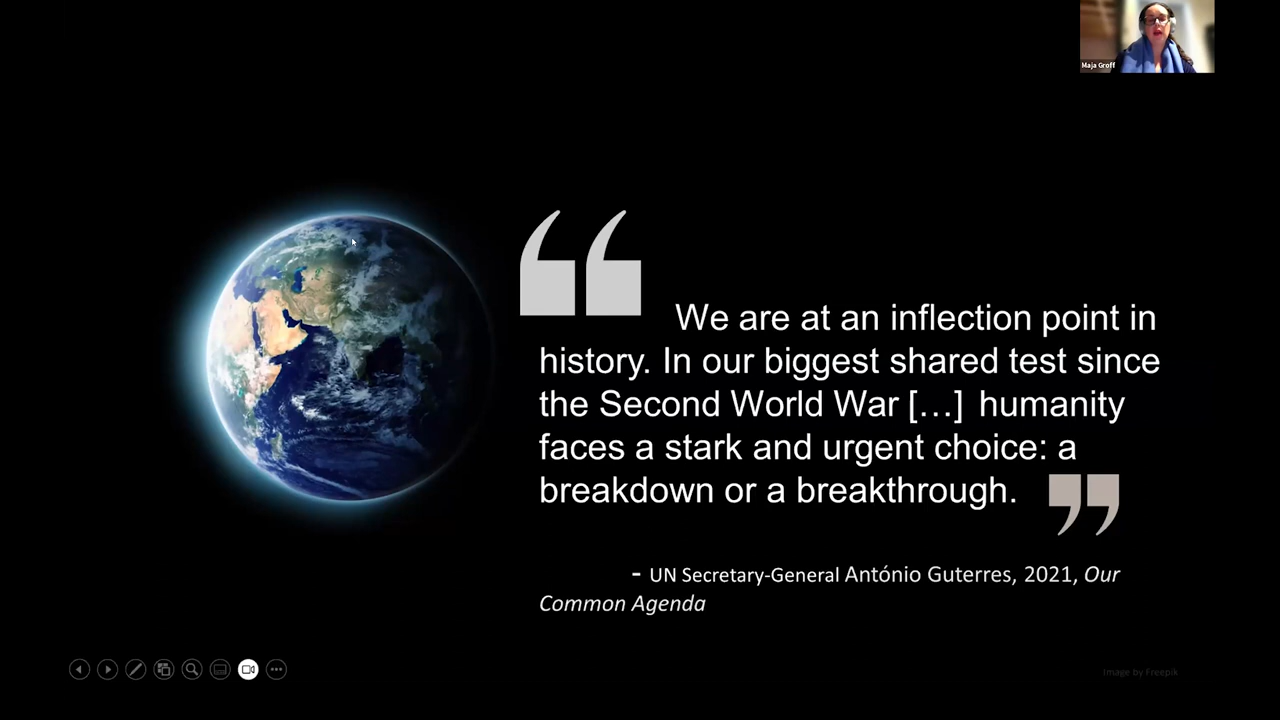 Maja Groff
“
We are at an inflection point in
history. In our biggest shared test since
the Second World War […] humanity
faces a stark and urgent choice: a
breakdown or a breakthrough.
”
- UN Secretary-General António Guterres, 2021, Our
Common Agenda
Image by Freepik